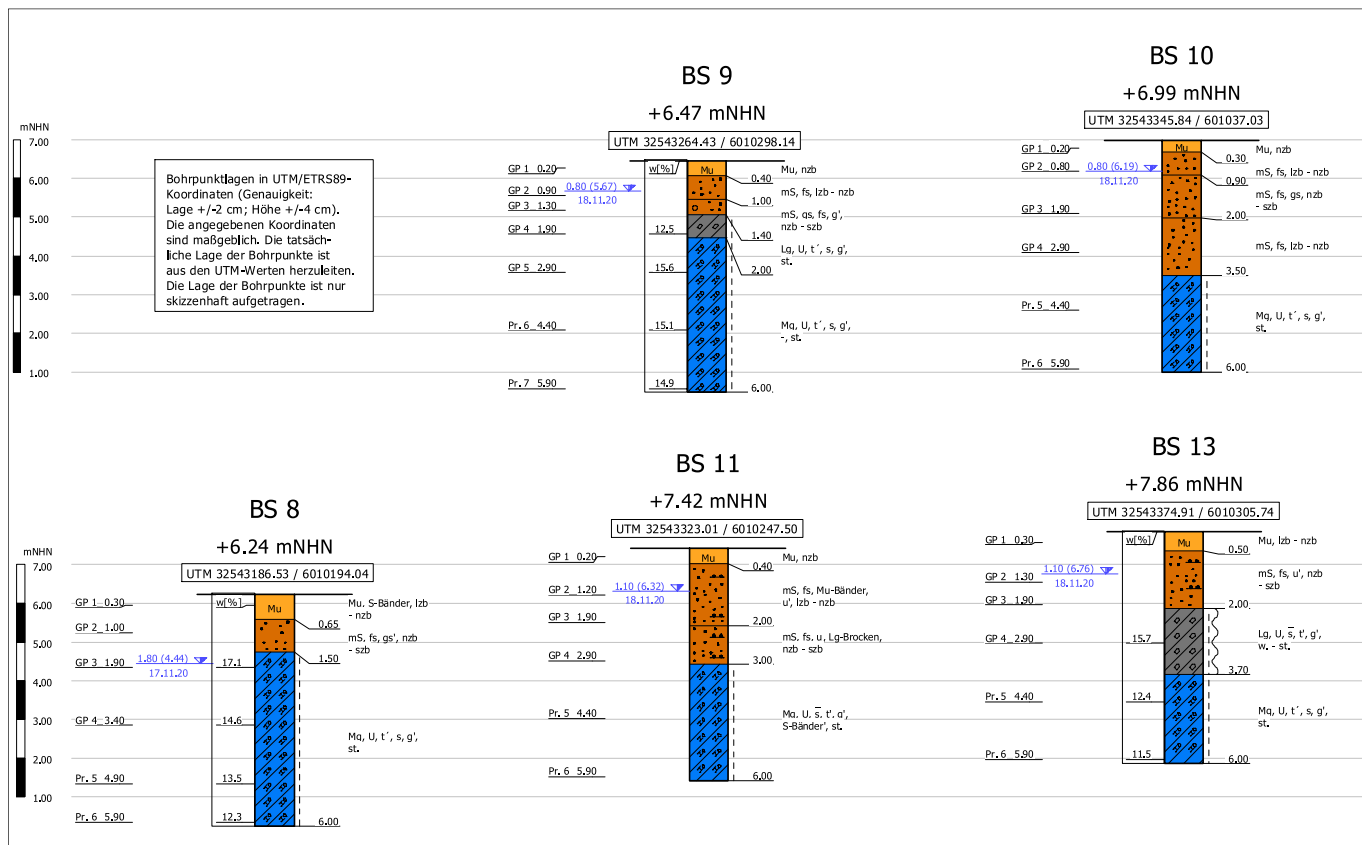 BS 9
+6.47 mNHN
UTM 32543264.43 / 6010298.14
BS 10
+6.99 mNHN
UTM 32543345.84 / 601037.03
mNHN
7.00
6.00
5.00
4.00
3.00
2.00
1.00
Bohrpunktlagen in UTM/ETRS89-
Koordinaten (Genauigkeit:
Lage +/-2 cm; Höhe +/-4 cm).
Die angegebenen Koordinaten
sind maßgeblich. Die tatsäch-
liche Lage der Bohrpunkte ist
aus den UTM-Werten herzuleiten.
Die Lage der Bohrpunkte ist nur
skizzenhaft aufgetragen.
GP 1 0.20
GP 2 0.90
GP 3 1.30
GP 4 1.90
GP 5 2.90
Pr. 6 4.40
Pr. 7 5.90
0.80 (5.67)
18.11.20
w[%]
12.5
15.6
15.1
14.9
0.40
1.00
1.40
2.00
6.00
Mu, nzb
mS, fs, lzb - nzb
mS, gs, fs, g',
nzb - szb
Lg, U, t´, s, g',
st.
Mg, U, t´, s, g',
-, st.
GP 1 0.20
GP 2 0.80
GP 3 1.90
GP 4 2.90
Pr. 5 4.40
Pr. 6 5.90
0.80 (6.19)
18.11.20
Mu
0.30
0.90
2.00
3.50
6.00
Mu, nzb
mS, fs, lzb - nzb
mS, fs, gs, nzb
- szb
mS, fs, lzb - nzb
Mg, U, t´, s, g',
st.
mNHN
7.00
6.00
5.00
4.00
3.00
2.00
1.00
BS 8
+6.24 mNHN
UTM 32543186.53 / 6010194.04
GP 1 0.30
GP 2 1.00
GP 3 1.90
GP 4 3.40
Pr. 5 4.90
Pr. 6 5.90
1.80 (4.44)
17.11.20
w[%]
17.1
14.6
13.5
12.3
Mu
0.65
1.50
6.00
Mu, S-Bänder, lzb
- nzb
mS, fs, gs', nzb
- szb
Mg, U, t´, s, g',
st.
BS 11
+7.42 mNHN
UTM 32543323.01 / 6010247.50
GP 1 0.20
GP 2 1.20
GP 3 1.90
GP 4 2.90
Pr. 5 4.40
Pr. 6 5.90
1.10 (6.32)
18.11.20
Mu
0.40
2.00
3.00
6.00
Mu, nzb
mS, fs, Mu-Bänder,
u', lzb - nzb
mS, fs, u, Lg-Brocken,
nzb - szb
Mg, U, s̅, t', g',
S-Bänder', st.
BS 13
+7.86 mNHN
UTM 32543374.91 / 6010305.74
GP 1 0.30
GP 2 1.30
GP 3 1.90
GP 4 2.90
Pr. 5 4.40
Pr. 6 5.90
1.10 (6.76)
18.11.20
w[%]
15.7
12.4
11.5
Mu
0.50
2.00
3.70
6.00
Mu, lzb - nzb
mS, fs, u', nzb
- szb
Lg, U, s̅, t', g',
w. - st.
Mg, U, t´, s, g',
st.